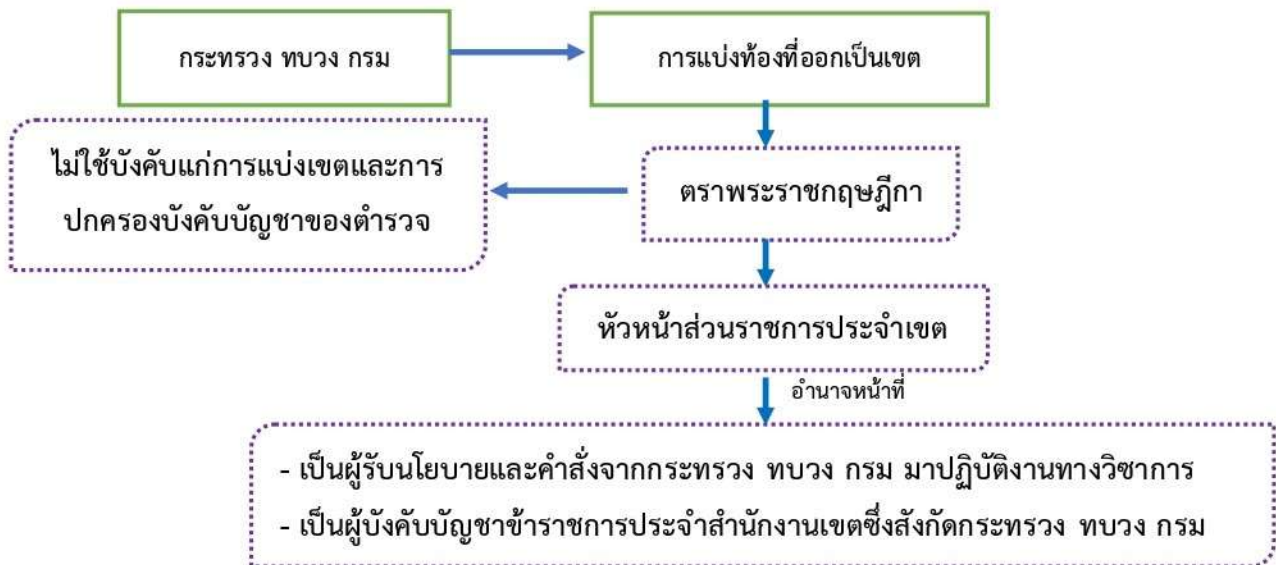 กระทรวง ทบวง กรม
การแบ่งท้องที่ออกเป็นเขต
ไม่ใช้บังคับแก่การแบ่งเขตและการ
ปกครองบังคับบัญชาของตำรวจ
ตราพระราชกฤษฎีกา
หัวหน้าส่วนราชการประจำเขต
อำนาจหน้าที่
- เป็นผู้รับนโยบายและคำสั่งจากกระทรวง ทบวง กรม มาปฏิบัติงานทางวิชาการ
- เป็นผู้บังคับบัญชาข้าราชการประจำสำนักงานเขตซึ่งสังกัดกระทรวง ทบวง กรม